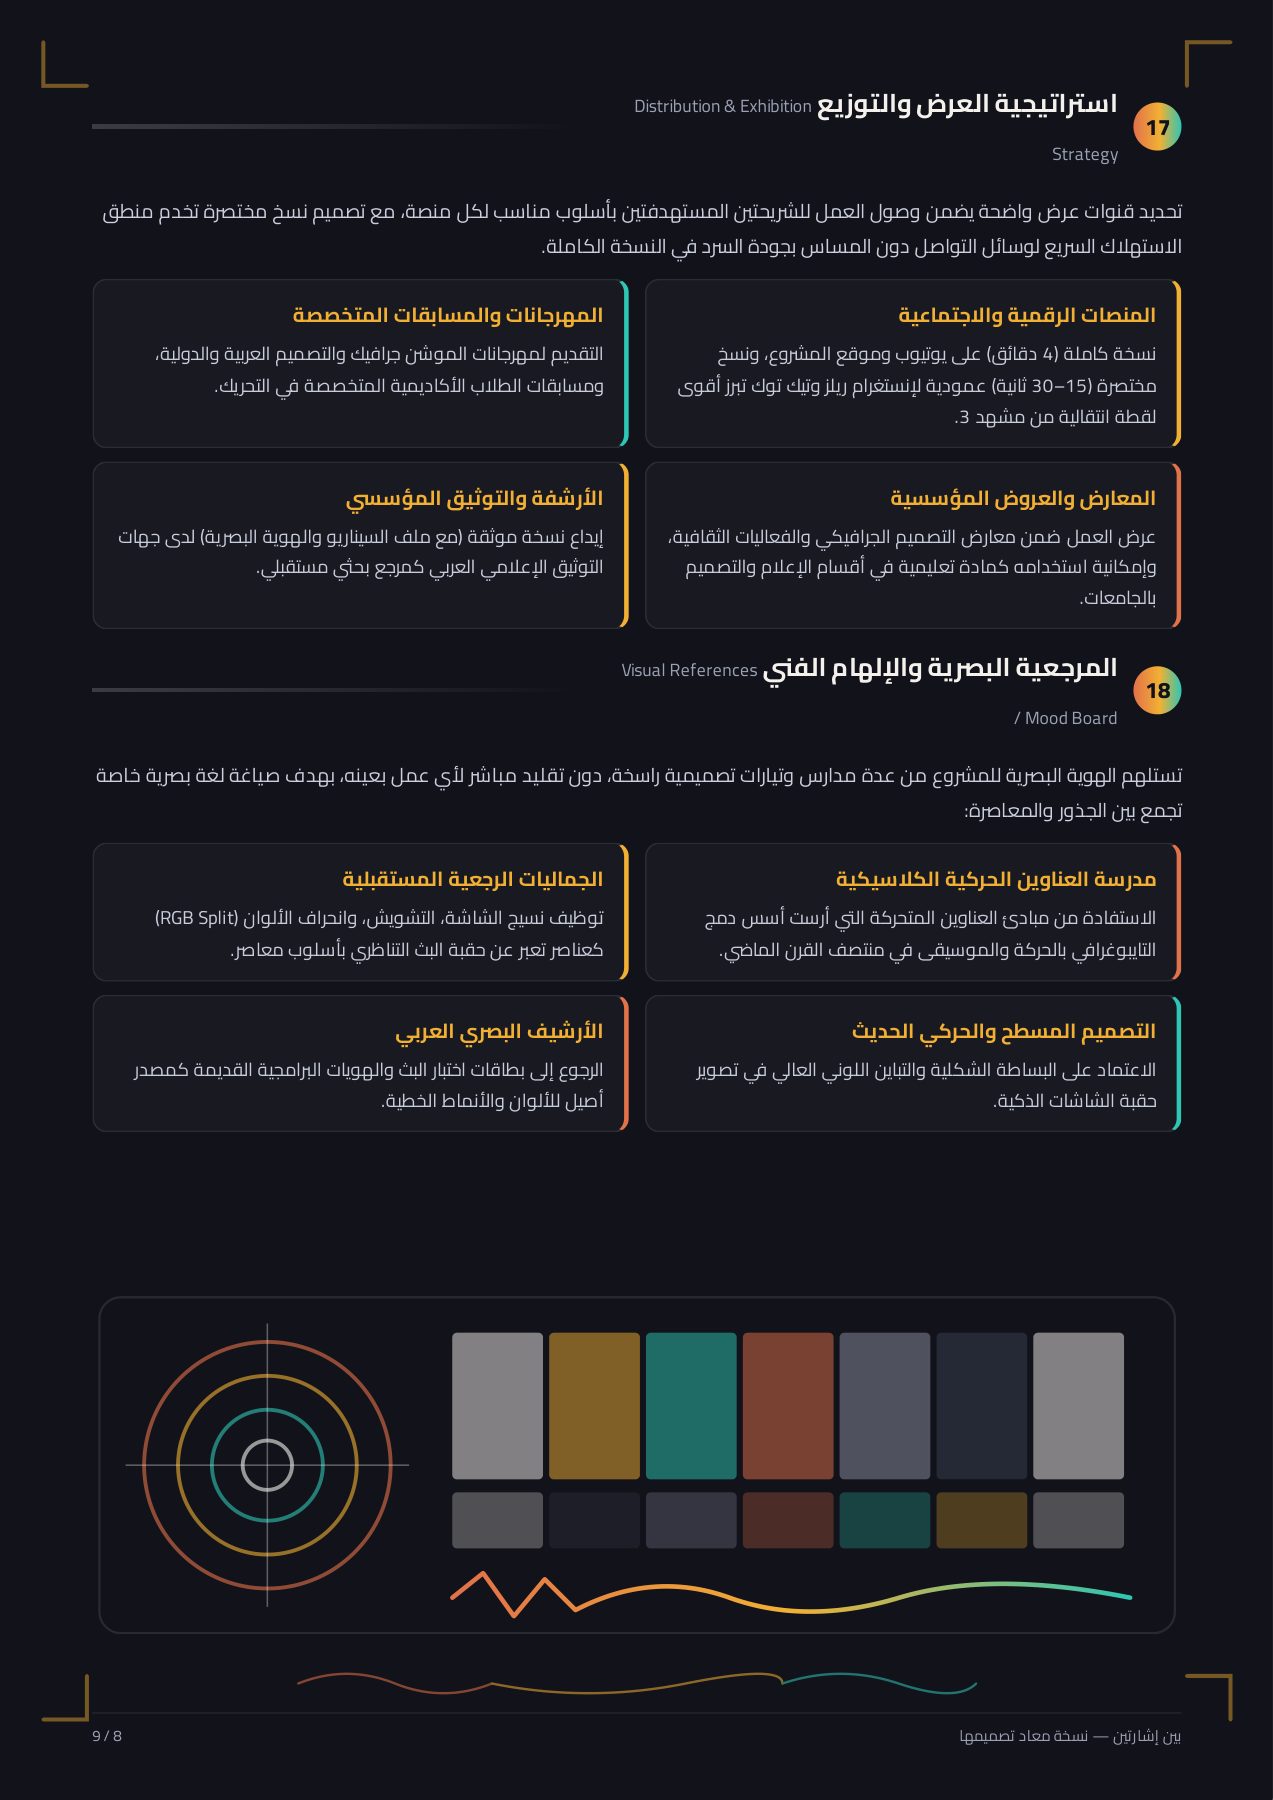 17
استراتيجية العرض والتوزيع Distribution & Exhibition
Strategy
تحديد قنوات عرض واضحة يضمن وصول العمل للشريحتين المستهدفتين بأسلوب مناسب لكل منصة، مع تصميم نسخ مختصرة تخدم منطق
الاستهلاك السريع لوسائل التواصل دون المساس بجودة السرد في النسخة الكاملة.
المنصات الرقمية والاجتماعية
نسخة كاملة (4 دقائق) على يوتيوب وموقع المشروع، ونسخ
مختصرة (15–30 ثانية) عمودية لإنستغرام ريلز وتيك توك تبرز أقوى
لقطة انتقالية من مشهد 3.
المهرجانات والمسابقات المتخصصة
التقديم لمهرجانات الموشن جرافيك والتصميم العربية والدولية،
ومسابقات الطلاب الأكاديمية المتخصصة في التحريك.
المعارض والعروض المؤسسية
عرض العمل ضمن معارض التصميم الجرافيكي والفعاليات الثقافية،
وإمكانية استخدامه كمادة تعليمية في أقسام الإعلام والتصميم
بالجامعات.
الأرشفة والتوثيق المؤسسي
إيداع نسخة موثقة (مع ملف السيناريو والهوية البصرية) لدى جهات
التوثيق الإعلامي العربي كمرجع بحثي مستقبلي.
18
المرجعية البصرية والإلهام الفني Visual References
/ Mood Board
تستلهم الهوية البصرية للمشروع من عدة مدارس وتيارات تصميمية راسخة، دون تقليد مباشر لأي عمل بعينه، بهدف صياغة لغة بصرية خاصة
تجمع بين الجذور والمعاصرة:
مدرسة العناوين الحركية الكلاسيكية
الاستفادة من مبادئ العناوين المتحركة التي أرست أسس دمج
التايبوغرافي بالحركة والموسيقى في منتصف القرن الماضي.
الجماليات الرجعية المستقبلية
توظيف نسيج الشاشة، التشويش، وانحراف الألوان (RGB Split)
كعناصر تعبر عن حقبة البث التناظري بأسلوب معاصر.
التصميم المسطح والحركي الحديث
الاعتماد على البساطة الشكلية والتباين اللوني العالي في تصوير
حقبة الشاشات الذكية.
الأرشيف البصري العربي
الرجوع إلى بطاقات اختبار البث والهويات البرامجية القديمة كمصدر
أصيل للألوان والأنماط الخطية.
بين إشارتين — نسخة معاد تصميمها
9 / 8